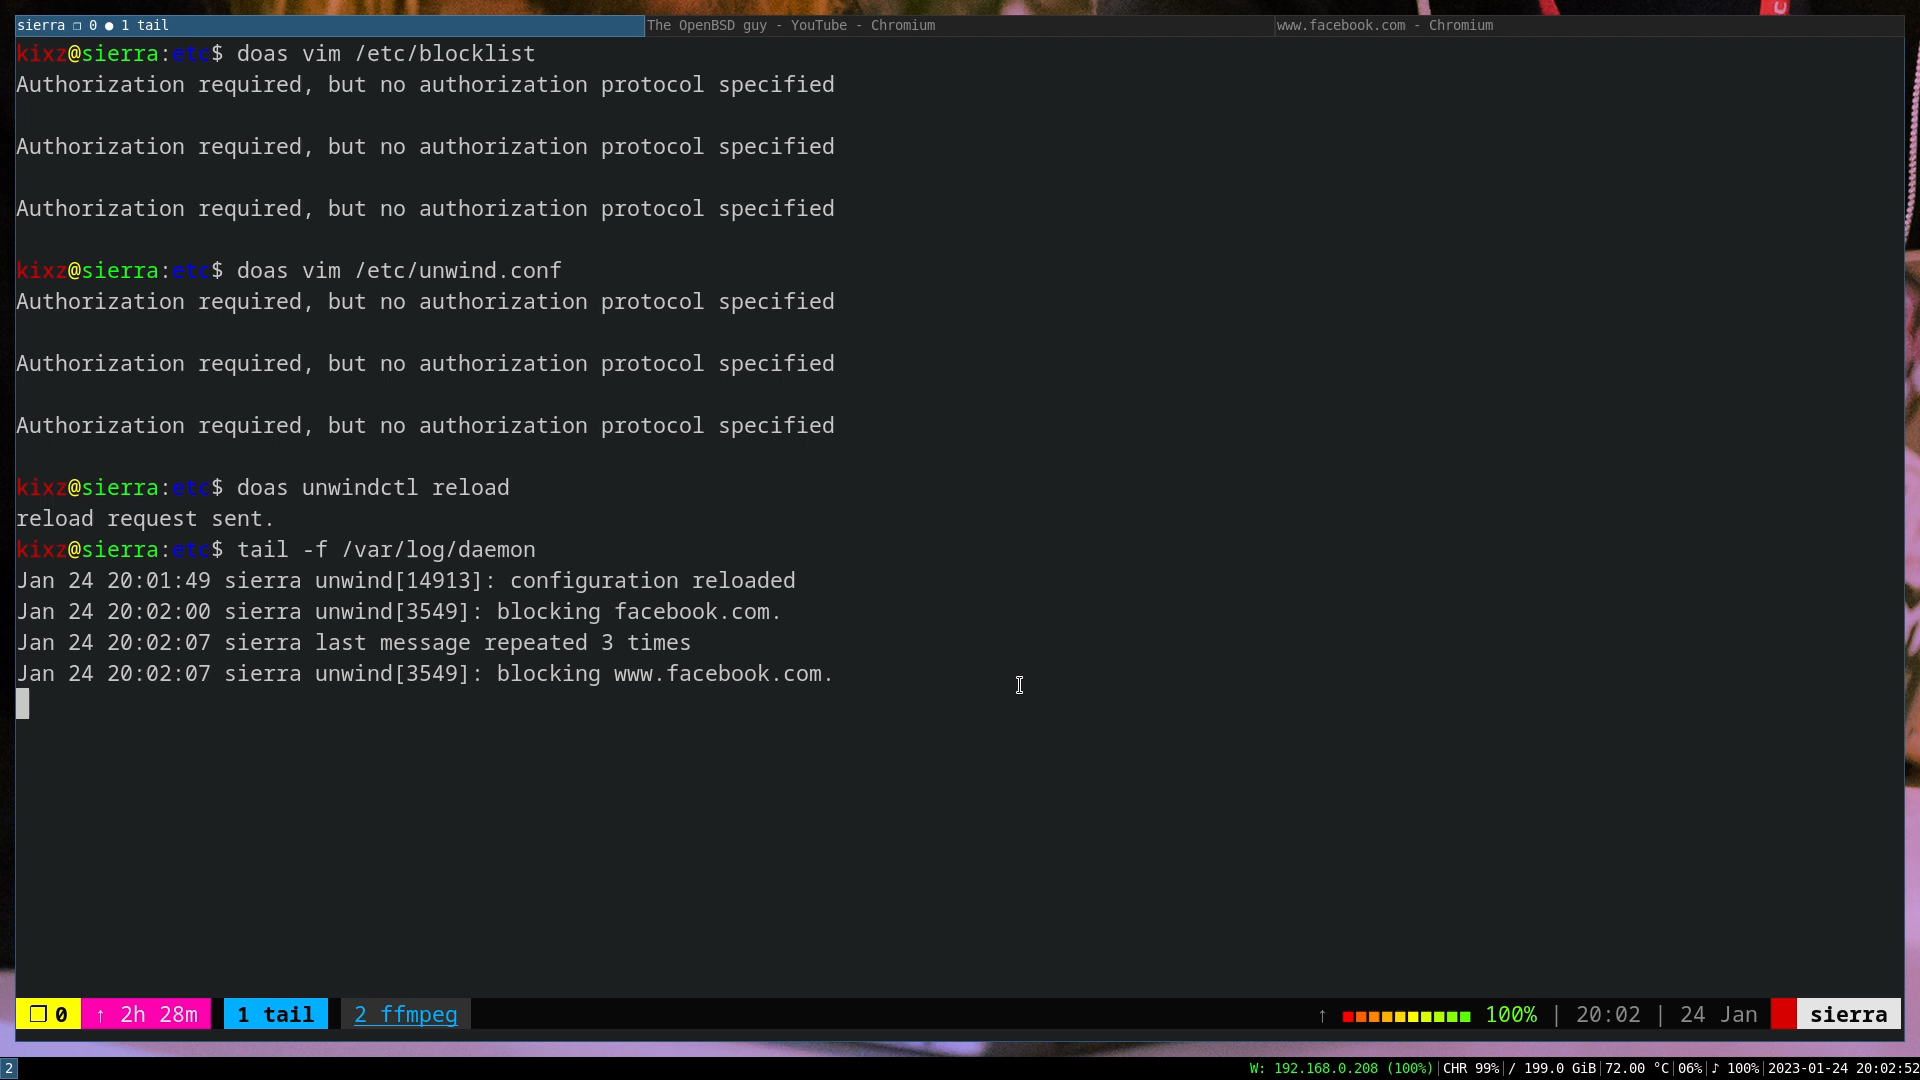 sierra ❐ 0 ● 1 tail
The OpenBSD guy - YouTube - Chromium
www.facebook.com - Chromium
kixz@sierra:etc$ doas vim /etc/blocklist
Authorization required, but no authorization protocol specified
Authorization required, but no authorization protocol specified
Authorization required, but no authorization protocol specified
kixz@sierra:etc$ doas vim /etc/unwind.conf
Authorization required, but no authorization protocol specified
Authorization required, but no authorization protocol specified
Authorization required, but no authorization protocol specified
kixz@sierra:etc$ doas unwindctl reload
reload request sent.
kixz@sierra:etc$ tail -f /var/log/daemon
Jan 24 20:01:49 sierra unwind[14913]: configuration reloaded
Jan 24 20:02:00 sierra unwind[3549]: blocking facebook.com.
Jan 24 20:02:07 sierra last message repeated 3 times
Jan 24 20:02:07 sierra unwind[3549]: blocking www.facebook.com.
❐ 0 ↑ 2h 28m 1 tail 2 ffmpeg ↑ 100% | 20:02 | 24 Jan sierra
2 W: 192.168.0.208 (100%)|CHR 99%|/ 199.0 GiB|72.00 °C|06%|♪ 100%|2023-01-24 20:02:52